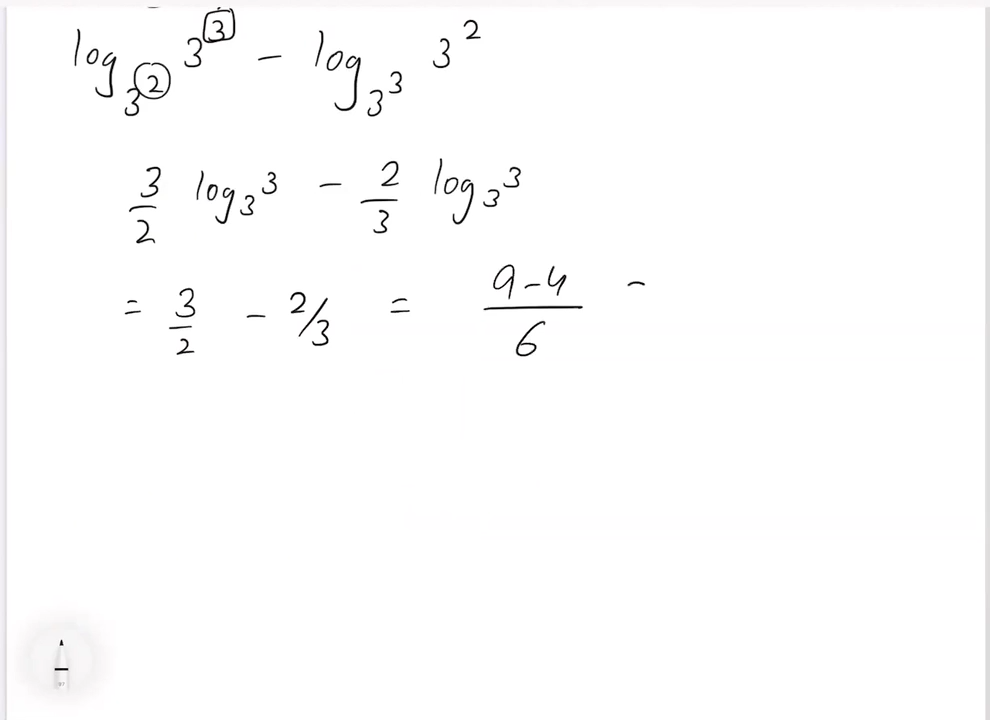 log_{3^2} 3^3 - log_{3^3} 3^2
3/2 log_3 3 - 2/3 log_3 3
= 3/2 - 2/3 = (9-4)/6 -